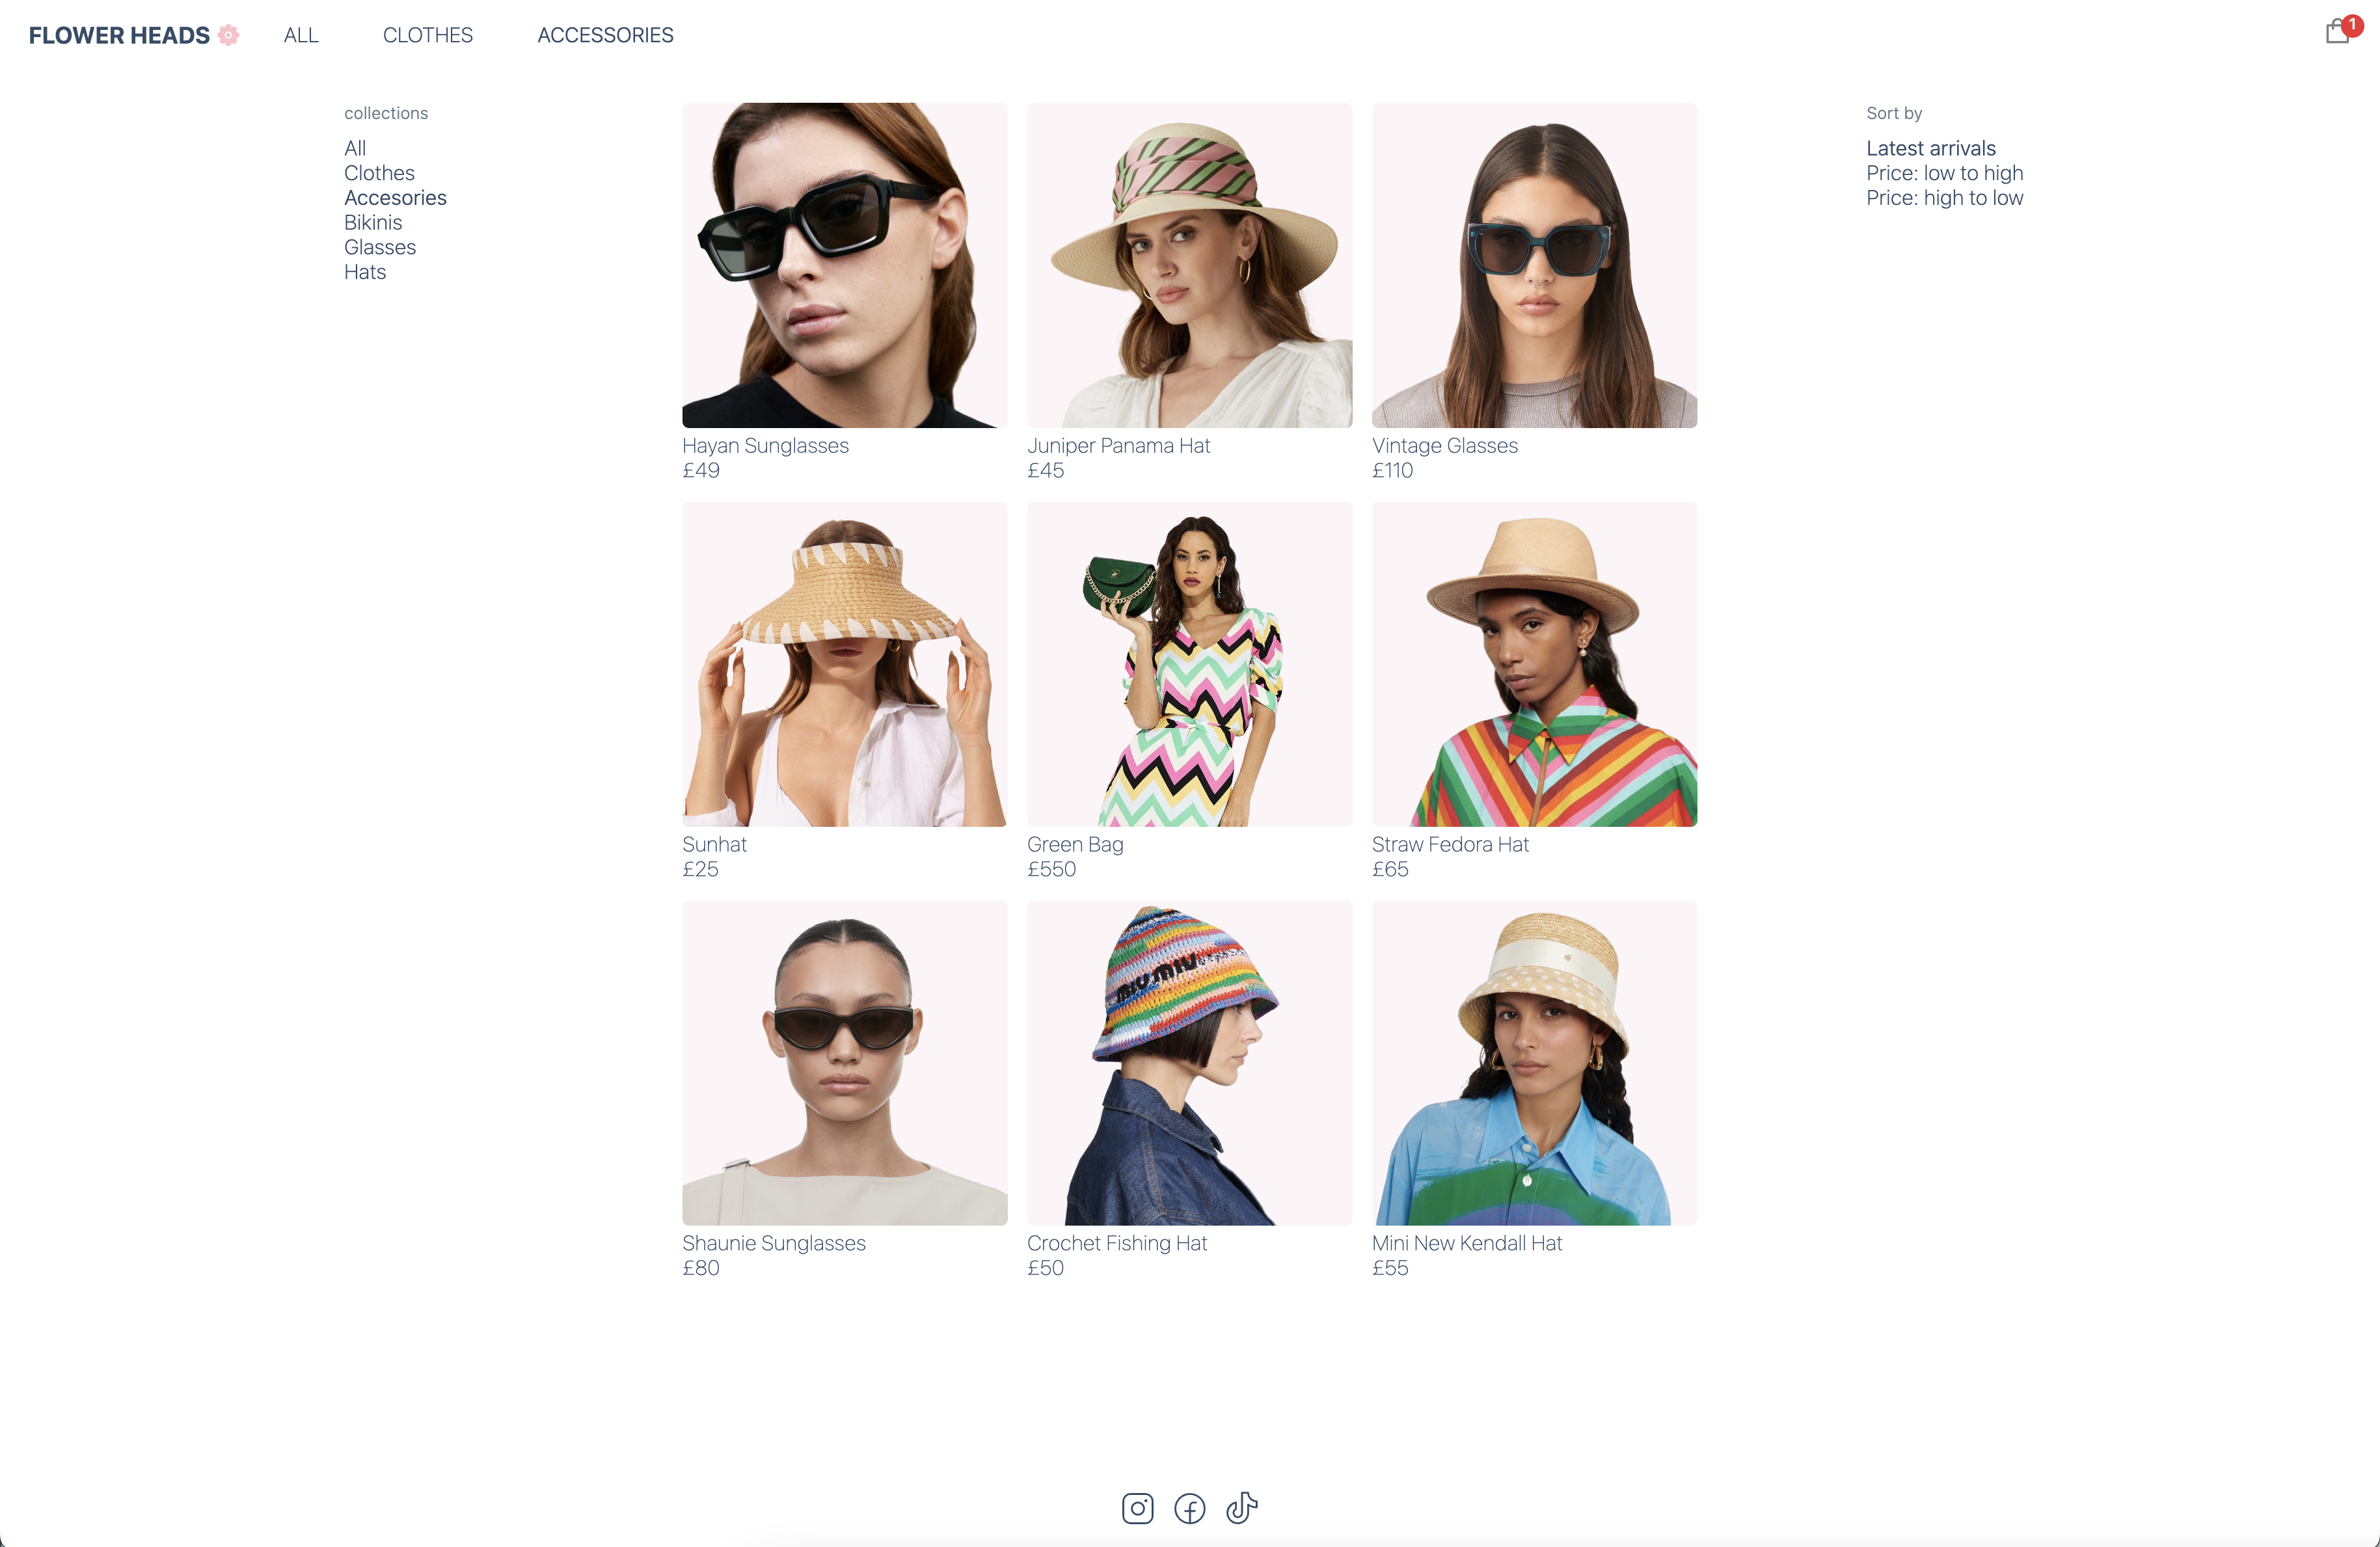 FLOWER HEADS
ALL
CLOTHES
ACCESSORIES
1
collections
All
Clothes
Accesories
Bikinis
Glasses
Hats
Sort by
Latest arrivals
Price: low to high
Price: high to low
Hayan Sunglasses
£49
Juniper Panama Hat
£45
Vintage Glasses
£110
Sunhat
£25
Green Bag
£550
Straw Fedora Hat
£65
MIU MIU
Shaunie Sunglasses
£80
Crochet Fishing Hat
£50
Mini New Kendall Hat
£55